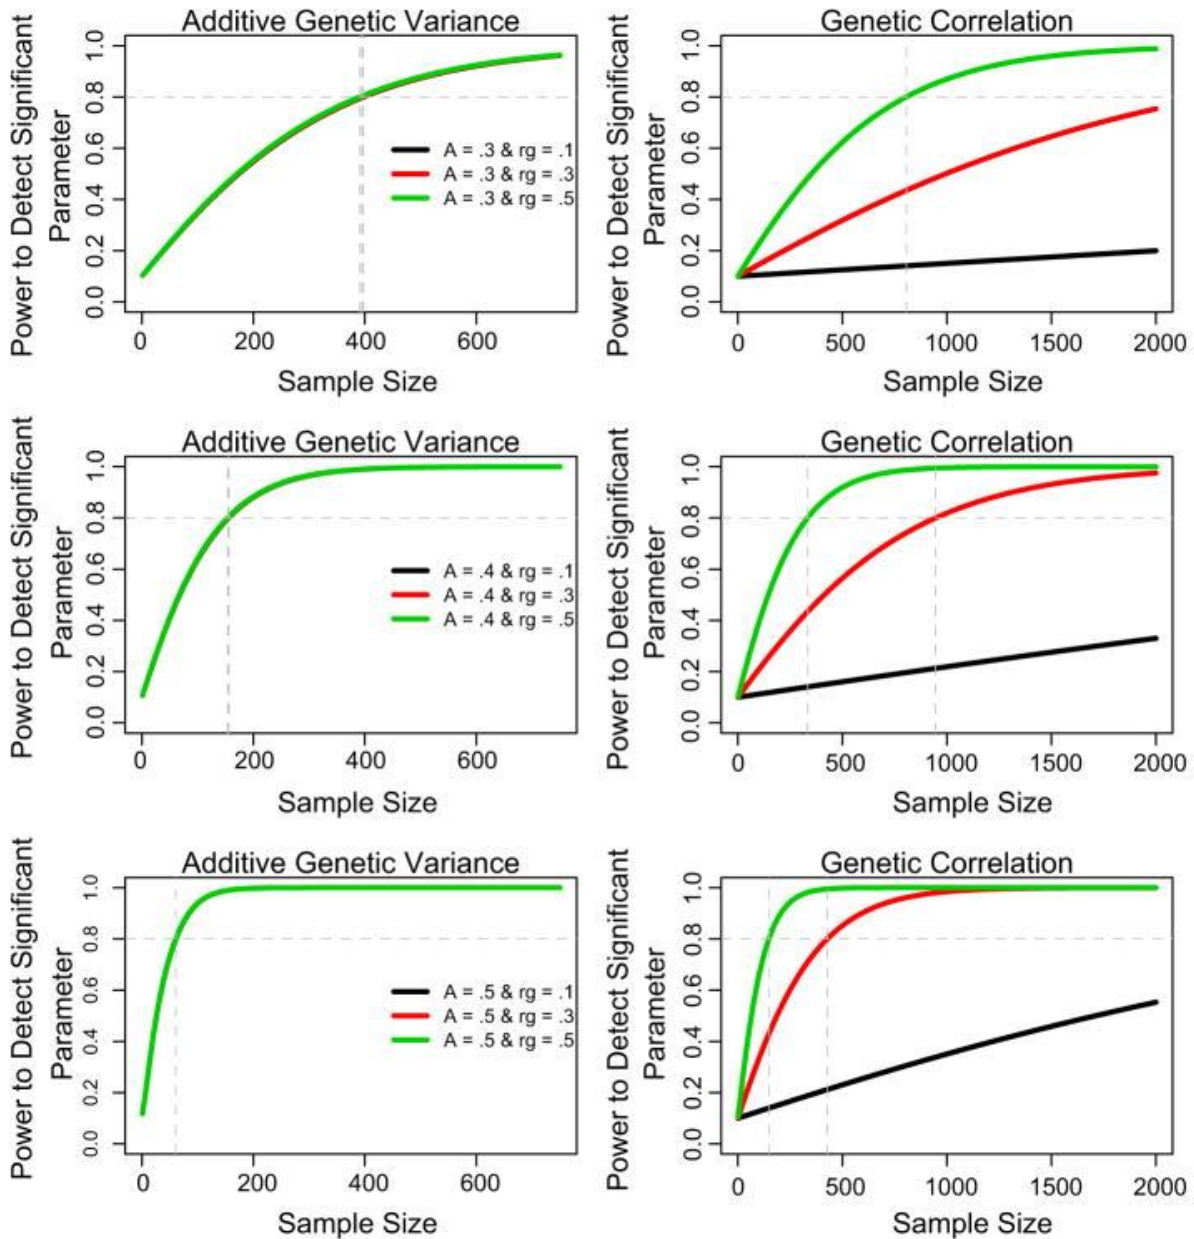 Additive Genetic Variance
Power to Detect Significant
Parameter
0.0 0.2 0.4 0.6 0.8 1.0
A = .3 & rg = .1
A = .3 & rg = .3
A = .3 & rg = .5
0 200 400 600
Sample Size
Genetic Correlation
Power to Detect Significant
Parameter
0.0 0.2 0.4 0.6 0.8 1.0
0 500 1000 1500 2000
Sample Size
Additive Genetic Variance
Power to Detect Significant
Parameter
0.0 0.2 0.4 0.6 0.8 1.0
A = .4 & rg = .1
A = .4 & rg = .3
A = .4 & rg = .5
0 200 400 600
Sample Size
Genetic Correlation
Power to Detect Significant
Parameter
0.0 0.2 0.4 0.6 0.8 1.0
0 500 1000 1500 2000
Sample Size
Additive Genetic Variance
Power to Detect Significant
Parameter
0.0 0.2 0.4 0.6 0.8 1.0
A = .5 & rg = .1
A = .5 & rg = .3
A = .5 & rg = .5
0 200 400 600
Sample Size
Genetic Correlation
Power to Detect Significant
Parameter
0.0 0.2 0.4 0.6 0.8 1.0
0 500 1000 1500 2000
Sample Size